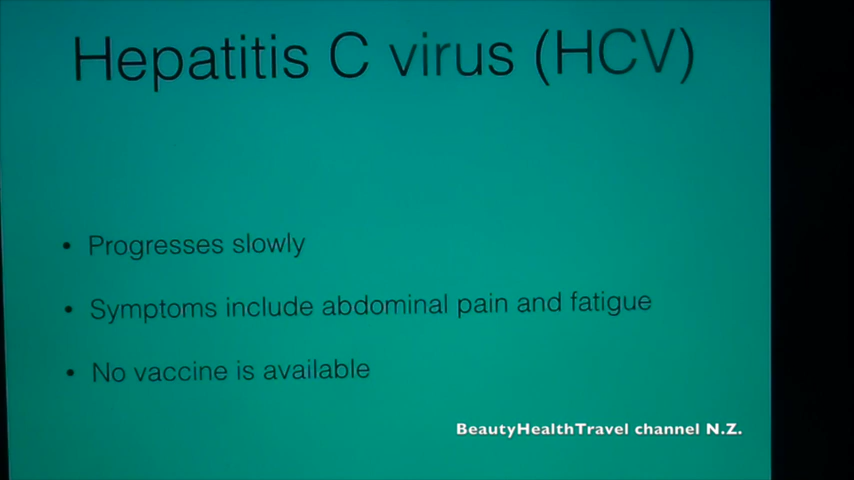 Hepatitis C virus (HCV)
• Progresses slowly
• Symptoms include abdominal pain and fatigue
• No vaccine is available
BeautyHealthTravel channel N.Z.